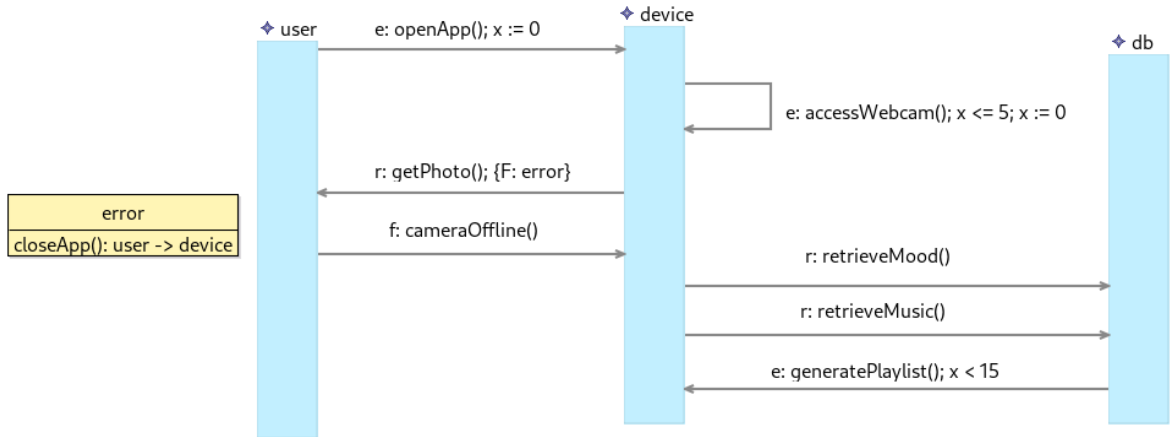 user
device
db
e: openApp(); x := 0
e: accessWebcam(); x <= 5; x := 0
r: getPhoto(); {F: error}
error
closeApp(): user -> device
f: cameraOffline()
r: retrieveMood()
r: retrieveMusic()
e: generatePlaylist(); x < 15